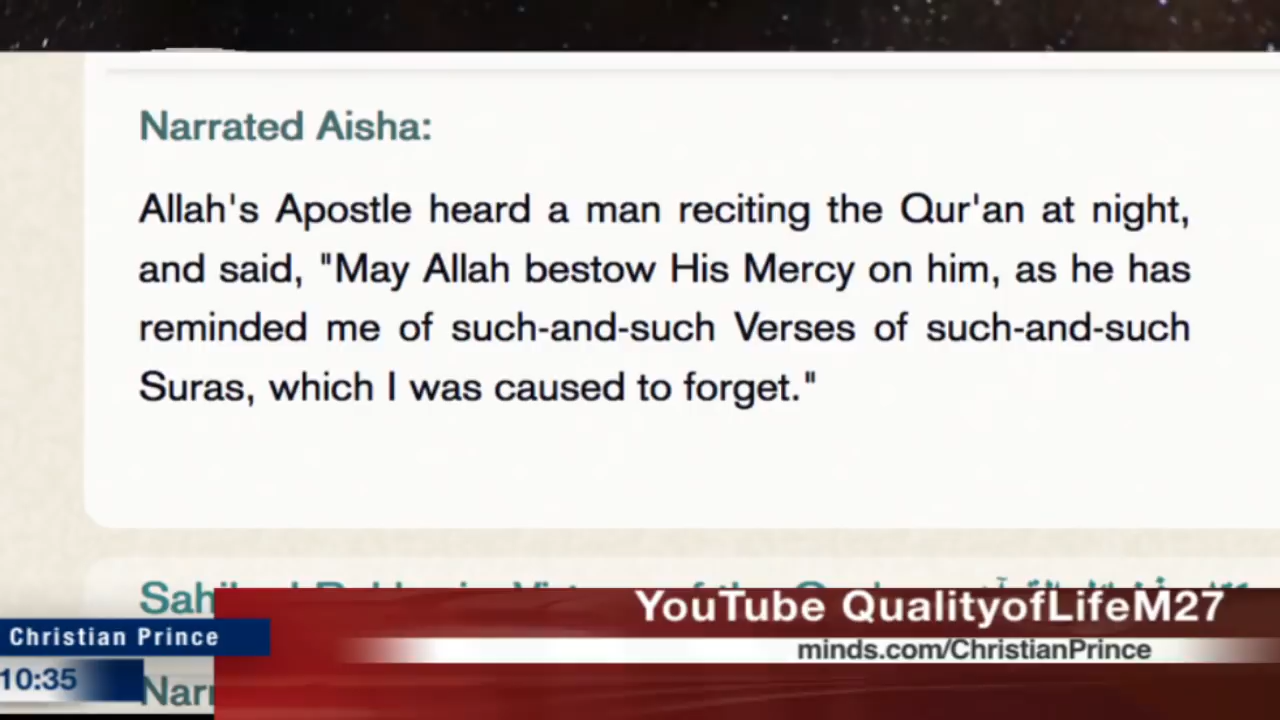 Narrated Aisha:
Allah's Apostle heard a man reciting the Qur'an at night,
and said, "May Allah bestow His Mercy on him, as he has
reminded me of such-and-such Verses of such-and-such
Suras, which I was caused to forget."
YouTube QualityofLifeM27
Christian Prince
minds.com/ChristianPrince
10:35